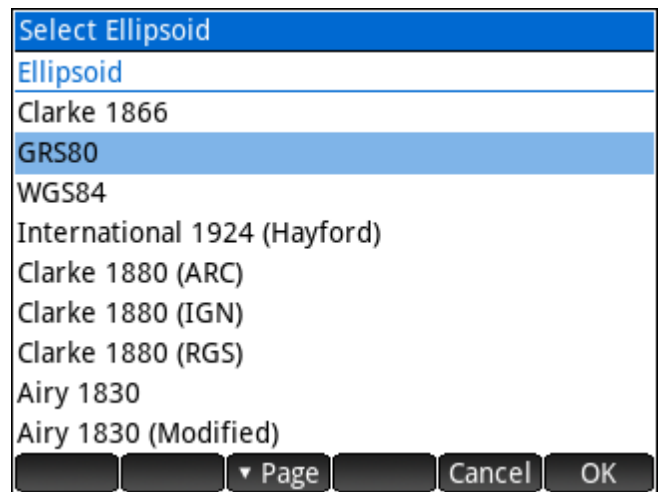 Select Ellipsoid
Ellipsoid
Clarke 1866
GRS80
WGS84
International 1924 (Hayford)
Clarke 1880 (ARC)
Clarke 1880 (IGN)
Clarke 1880 (RGS)
Airy 1830
Airy 1830 (Modified)
▾ Page Cancel OK